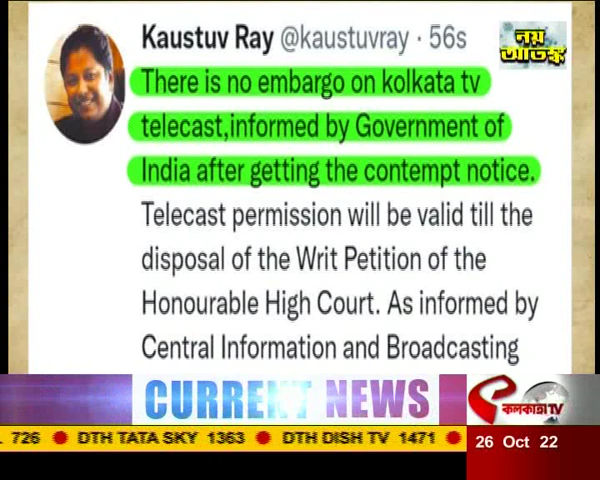 Kaustuv Ray @kaustuvray · 56s
নয়
আতঙ্ক
There is no embargo on kolkata tv
telecast,informed by Government of
India after getting the contempt notice.
Telecast permission will be valid till the
disposal of the Writ Petition of the
Honourable High Court. As informed by
Central Information and Broadcasting
CURRENT NEWS
কলকাতা TV
. 726 DTH TATA SKY 1363 DTH DISH TV 1471
26 Oct 22